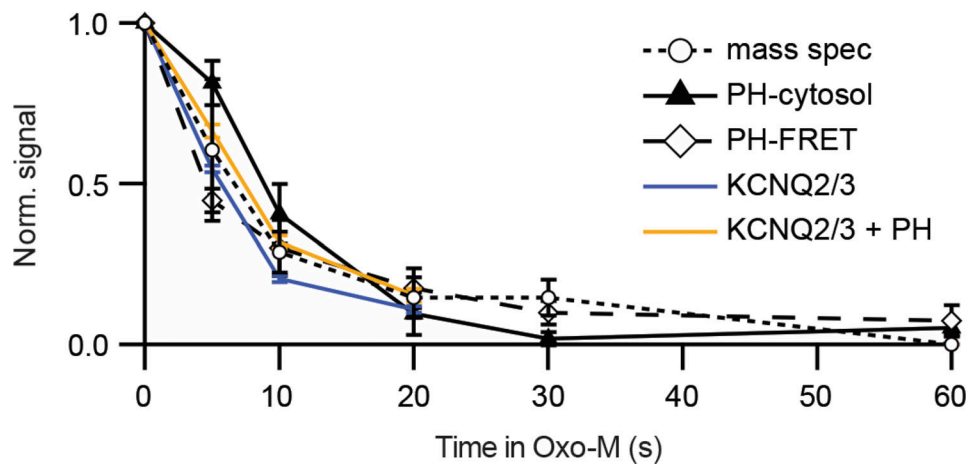 1.0
0.5
0.0
Norm. signal
mass spec
PH-cytosol
PH-FRET
KCNQ2/3
KCNQ2/3 + PH
0 10 20 30 40 50 60
Time in Oxo-M (s)